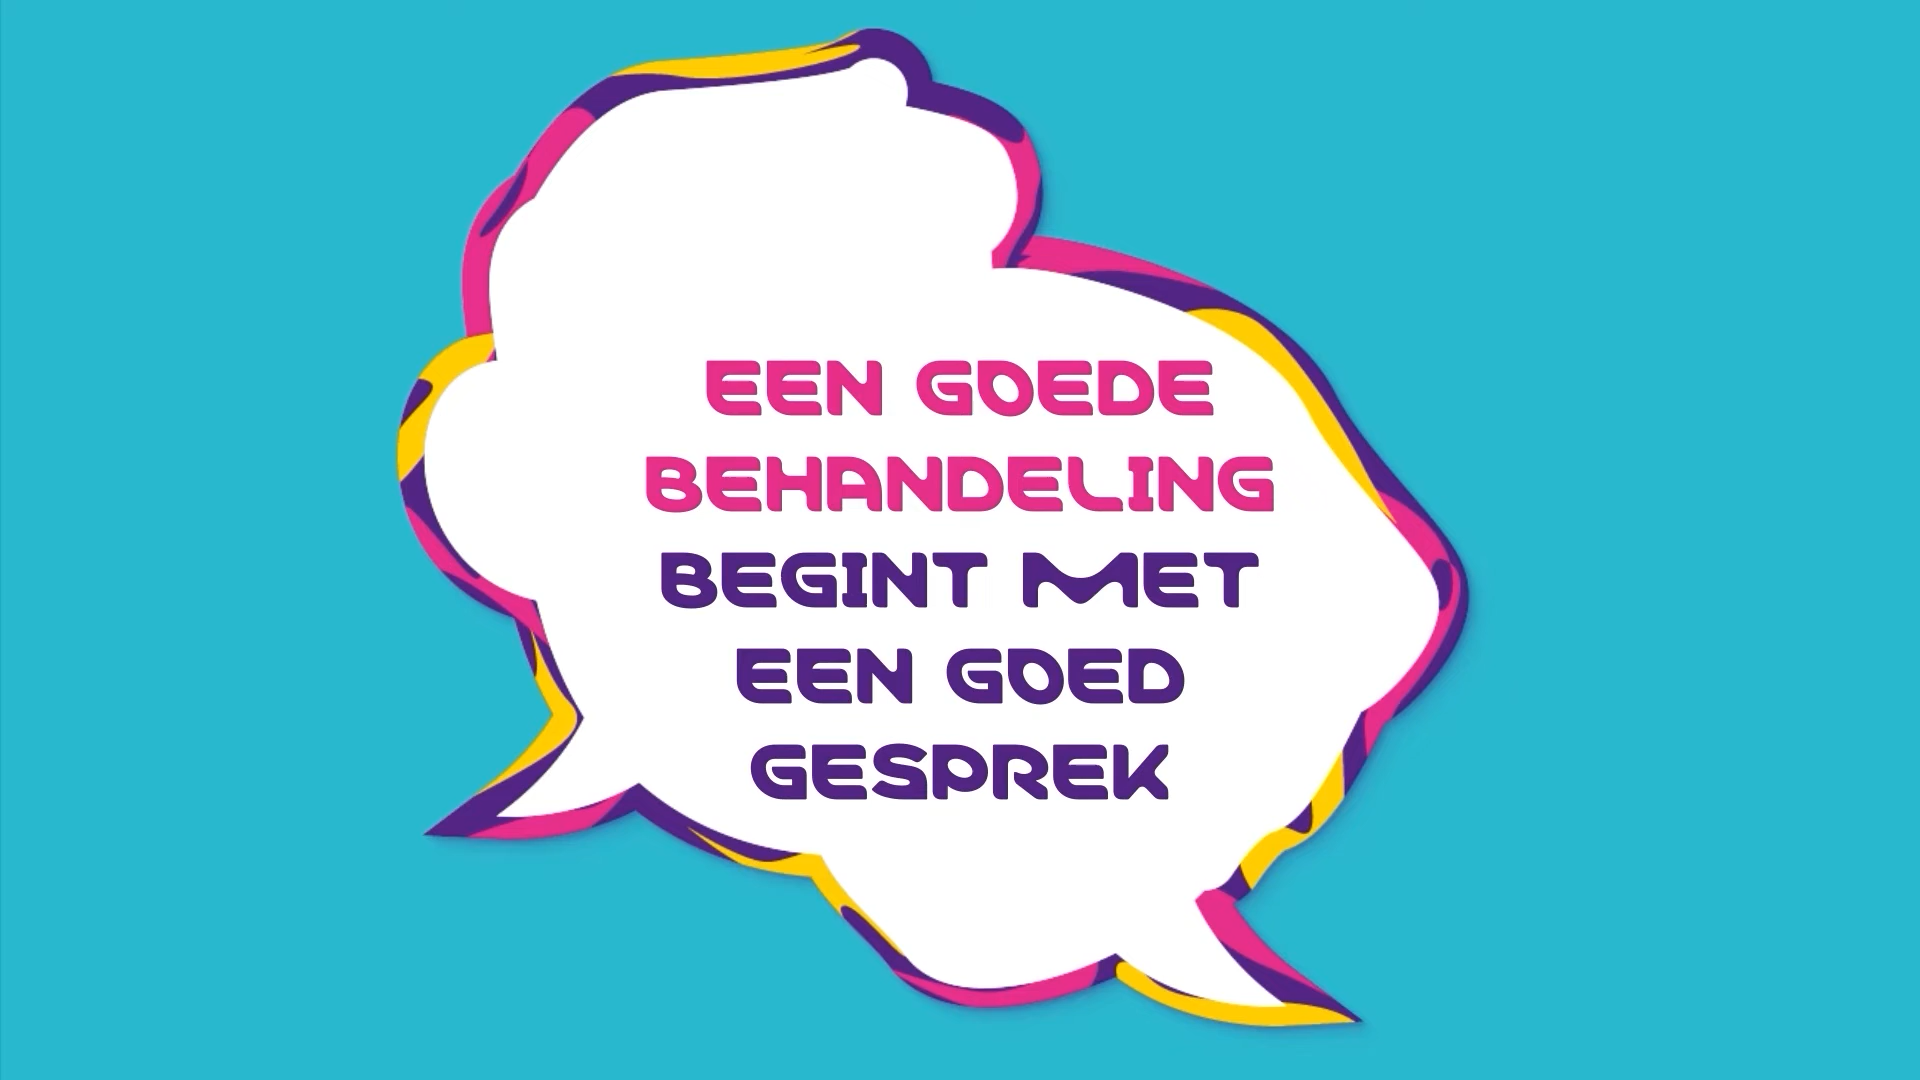 EEN GOEDE
BEHANDELING
BEGINT MET
EEN GOED
GESPREK